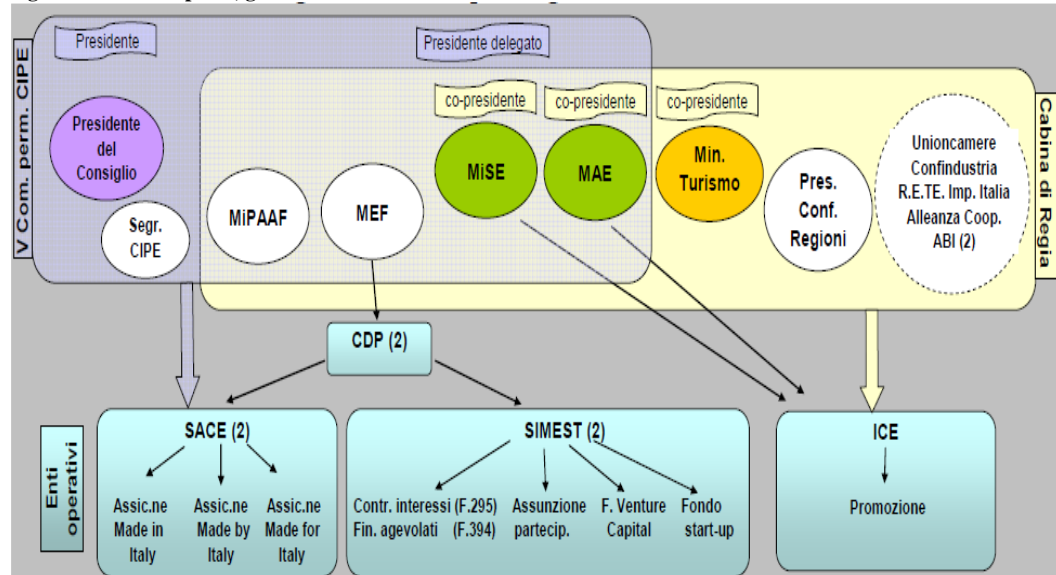 Presidente
Presidente delegato
co-presidente
co-presidente
co-presidente
V Com. perm. CIPE
Cabina di Regia
Presidente
del
Consiglio
Segr.
CIPE
MiPAAF
MEF
MiSE
MAE
Min.
Turismo
Pres.
Conf.
Regioni
Unioncamere
Confindustria
R.E.TE. Imp. Italia
Alleanza Coop.
ABI (2)
CDP (2)
Enti
operativi
SACE (2)
Assic.ne
Made in
Italy
Assic.ne
Made by
Italy
Assic.ne
Made for
Italy
SIMEST (2)
Contr. interessi (F.295)
Fin. agevolati (F.394)
Assunzione
partecip.
F. Venture
Capital
Fondo
start-up
ICE
Promozione